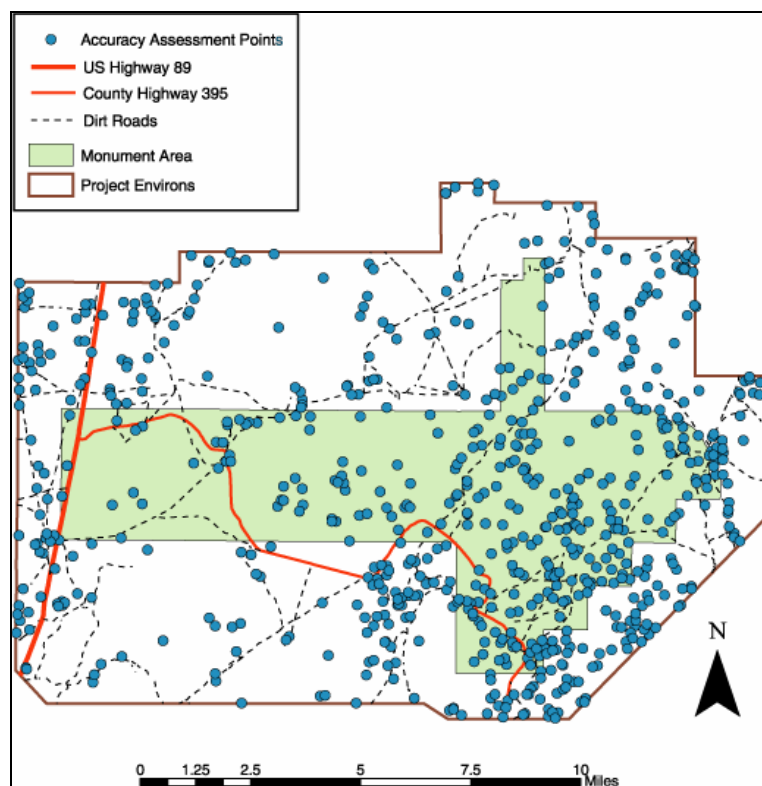 Accuracy Assessment Points
US Highway 89
County Highway 395
Dirt Roads
Monument Area
Project Environs
N
0 1.25 2.5 5 7.5 10
Miles